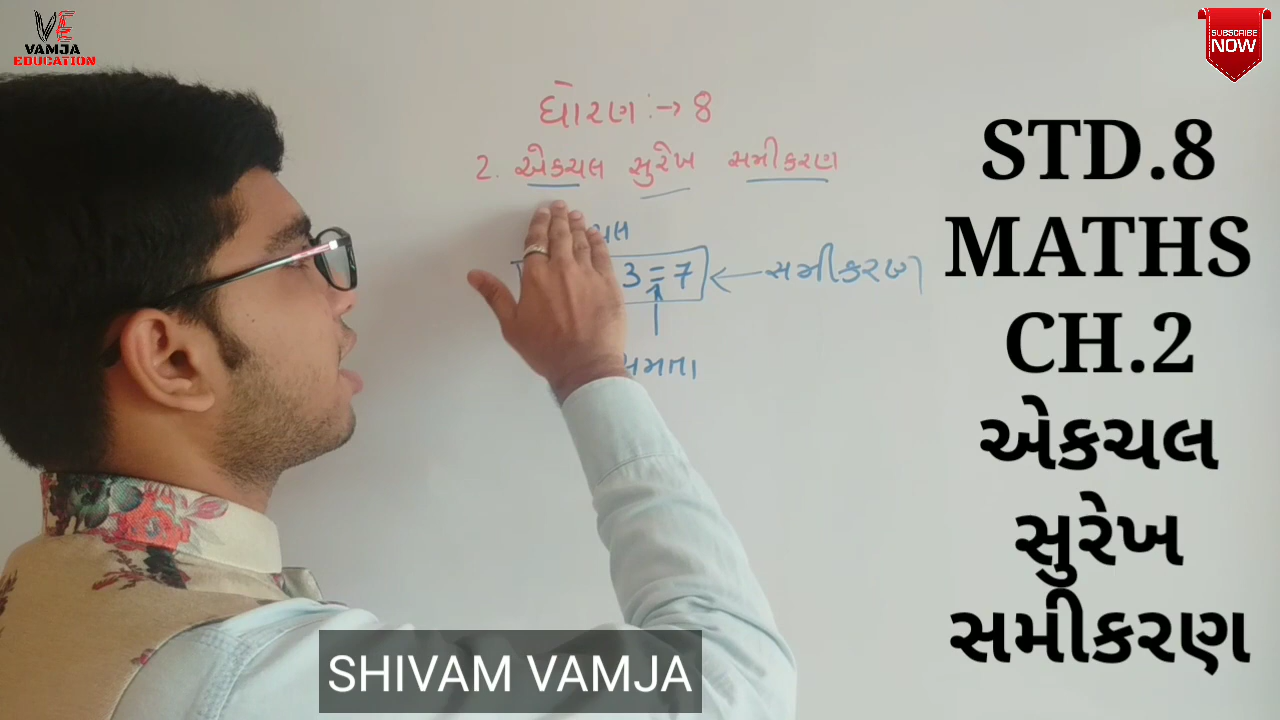 VE
VAMJA
EDUCATION
SUBSCRIBE
NOW
ધોરણ :→ 8
2. એકચલ સુરેખ સમીકરણ
ચલ
3 = 7 ← સમીકરણ
સમતા
STD.8
MATHS
CH.2
એકચલ
સુરેખ
સમીકરણ
SHIVAM VAMJA